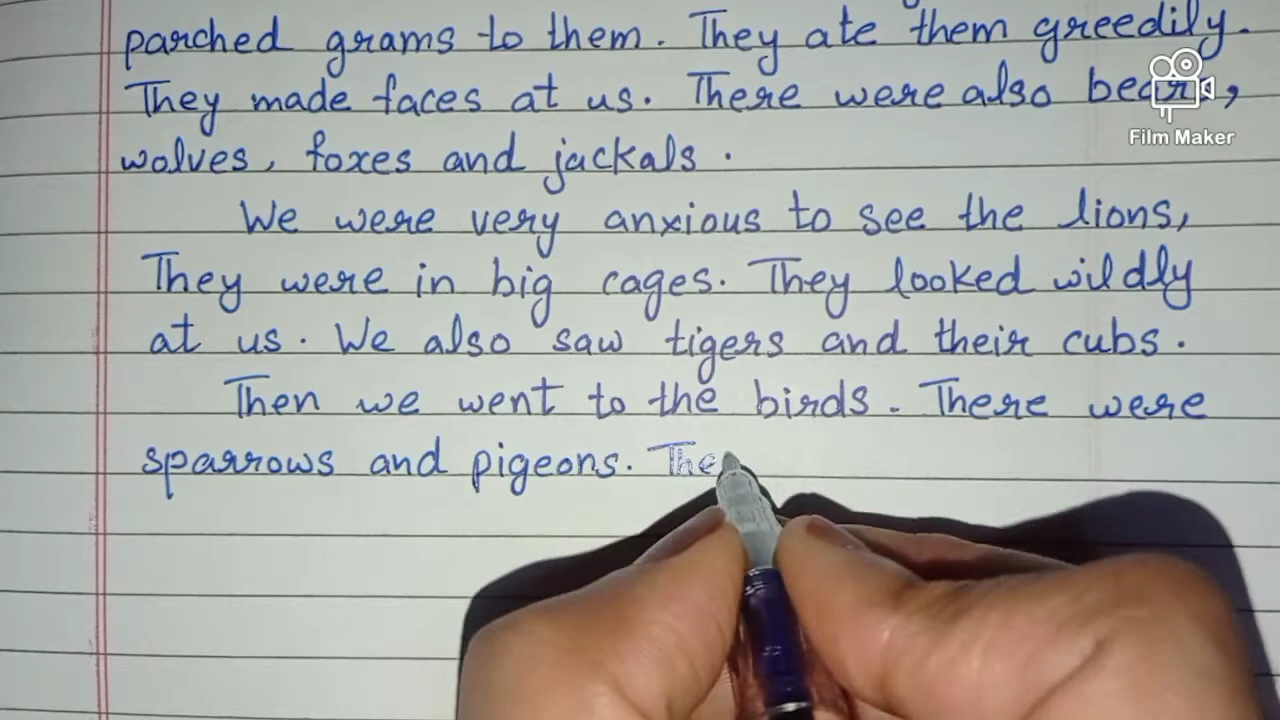 parched grams to them. They ate them greedily.
They made faces at us. There were also bear,
Film Maker
wolves, foxes and jackals.
We were very anxious to see the lions,
They were in big cages. They looked wildly
at us. We also saw tigers and their cubs.
Then we went to the birds. There were
sparrows and pigeons. The